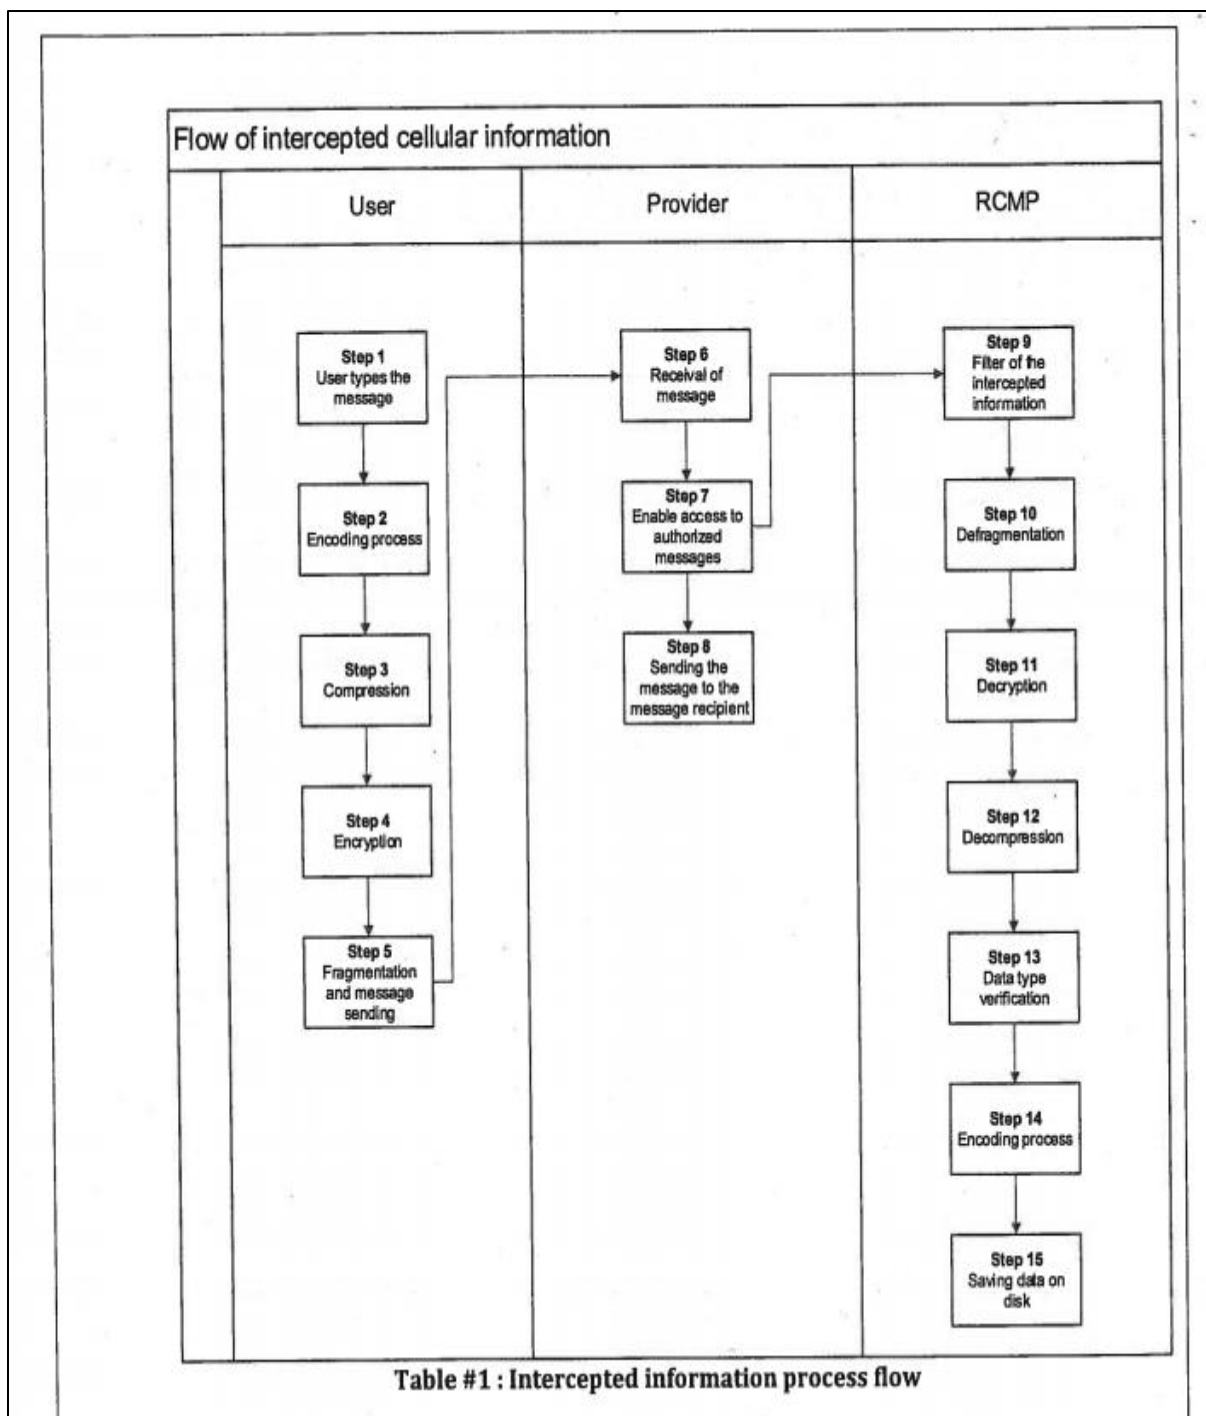 Flow of intercepted cellular information
User
Provider
RCMP
Step 1
User types the
message
Step 2
Encoding process
Step 3
Compression
Step 4
Encryption
Step 5
Fragmentation
and message
sending
Step 6
Receival of
message
Step 7
Enable access to
authorized
messages
Step 8
Sending the
message to the
message recipient
Step 9
Filter of the
intercepted
information
Step 10
Defragmentation
Step 11
Decryption
Step 12
Decompression
Step 13
Data type
verification
Step 14
Encoding process
Step 15
Saving data on
disk
Table #1 : Intercepted information process flow